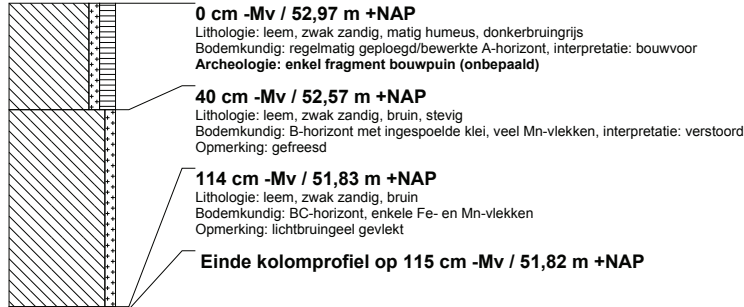 0 cm -Mv / 52,97 m +NAP
Lithologie: leem, zwak zandig, matig humeus, donkerbruingrijs
Bodemkundig: regelmatig geploegd/bewerkte A-horizont, interpretatie: bouwvoor
Archeologie: enkel fragment bouwpuin (onbepaald)
40 cm -Mv / 52,57 m +NAP
Lithologie: leem, zwak zandig, bruin, stevig
Bodemkundig: B-horizont met ingespoelde klei, veel Mn-vlekken, interpretatie: verstoord
Opmerking: gefreesd
114 cm -Mv / 51,83 m +NAP
Lithologie: leem, zwak zandig, bruin
Bodemkundig: BC-horizont, enkele Fe- en Mn-vlekken
Opmerking: lichtbruingeel gevlekt
Einde kolomprofiel op 115 cm -Mv / 51,82 m +NAP